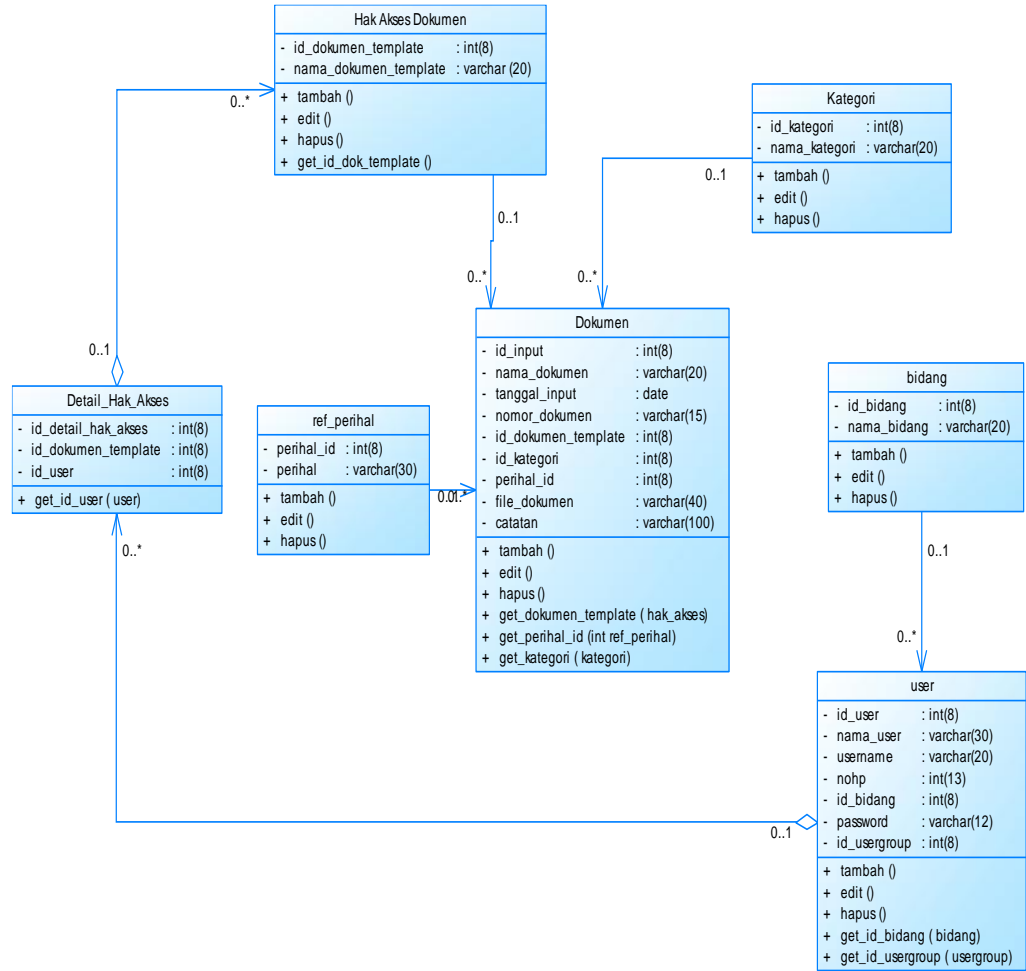 Hak Akses Dokumen
- id_dokumen_template : int(8)
- nama_dokumen_template : varchar (20)
+ tambah ()
+ edit ()
+ hapus ()
+ get_id_dok_template ()
0..*
0..1
0..*
Kategori
- id_kategori : int(8)
- nama_kategori : varchar(20)
+ tambah ()
+ edit ()
+ hapus ()
0..1
0..*
Dokumen
- id_input : int(8)
- nama_dokumen : varchar(20)
- tanggal_input : date
- nomor_dokumen : varchar(15)
- id_dokumen_template : int(8)
- id_kategori : int(8)
- perihal_id : int(8)
- file_dokumen : varchar(40)
- catatan : varchar(100)
+ tambah ()
+ edit ()
+ hapus ()
+ get_dokumen_template ( hak_akses)
+ get_perihal_id (int ref_perihal)
+ get_kategori ( kategori)
0..1
Detail_Hak_Akses
- id_detail_hak_akses : int(8)
- id_dokumen_template : int(8)
- id_user : int(8)
+ get_id_user ( user)
0..*
ref_perihal
- perihal_id : int(8)
- perihal : varchar(30)
+ tambah ()
+ edit ()
+ hapus ()
bidang
- id_bidang : int(8)
- nama_bidang : varchar(20)
+ tambah ()
+ edit ()
+ hapus ()
0..1
0..*
user
- id_user : int(8)
- nama_user : varchar(30)
- username : varchar(20)
- nohp : int(13)
- id_bidang : int(8)
- password : varchar(12)
- id_usergroup : int(8)
+ tambah ()
+ edit ()
+ hapus ()
+ get_id_bidang ( bidang)
+ get_id_usergroup ( usergroup)
0..1